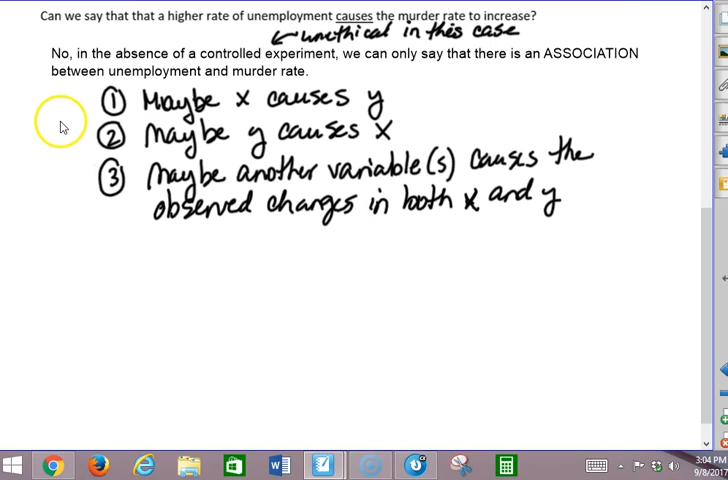 Can we say that that a higher rate of unemployment causes the murder rate to increase?
unethical in this case
No, in the absence of a controlled experiment, we can only say that there is an ASSOCIATION
between unemployment and murder rate.
① Maybe x causes y
② Maybe y causes x
③ Maybe another variable(s) causes the
observed changes in both x and y
3:04 PM
9/8/2017